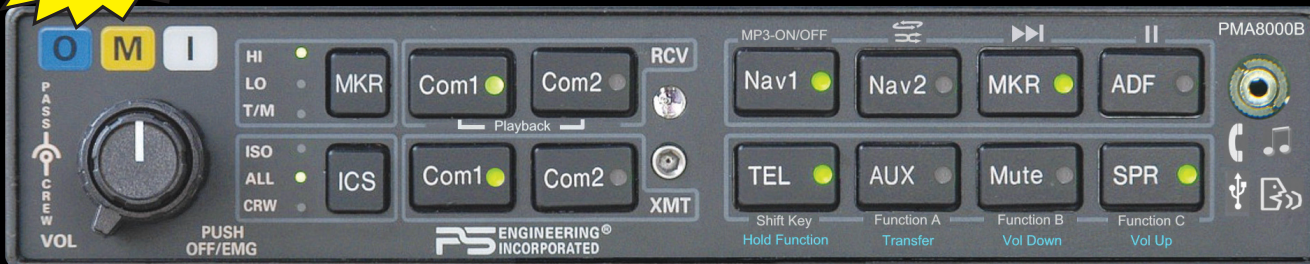 O M I
MP3-ON/OFF
PMA8000B
HI
LO
T/M
MKR
Com1
Com2
RCV
Nav1
Nav2
MKR
ADF
Playback
PASS
CREW
VOL
PUSH
OFF/EMG
ISO
ALL
CRW
ICS
Com1
Com2
XMT
TEL
AUX
Mute
SPR
PS ENGINEERING®
INCORPORATED
Shift Key
Function A
Function B
Function C
Hold Function
Transfer
Vol Down
Vol Up